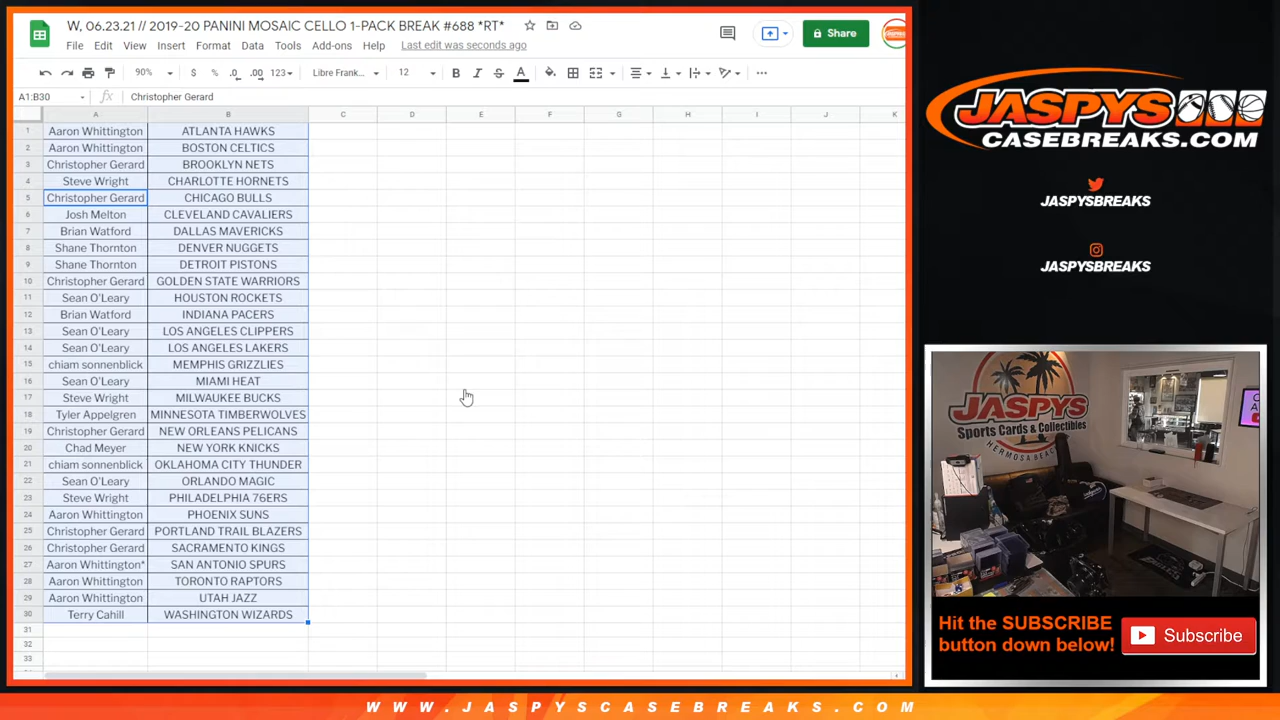 W, 06.23.21 // 2019-20 PANINI MOSAIC CELLO 1-PACK BREAK #688 *RT*
File Edit View Insert Format Data Tools Add-ons Help Last edit was seconds ago
Share
90% $ % .0 .00 123 Libre Frank... 12 B I S A
A1:B30 fx Christopher Gerard
A B C D E F G H I J K
1 Aaron Whittington ATLANTA HAWKS
2 Aaron Whittington BOSTON CELTICS
3 Christopher Gerard BROOKLYN NETS
4 Steve Wright CHARLOTTE HORNETS
5 Christopher Gerard CHICAGO BULLS
6 Josh Melton CLEVELAND CAVALIERS
7 Brian Watford DALLAS MAVERICKS
8 Shane Thornton DENVER NUGGETS
9 Shane Thornton DETROIT PISTONS
10 Christopher Gerard GOLDEN STATE WARRIORS
11 Sean O'Leary HOUSTON ROCKETS
12 Brian Watford INDIANA PACERS
13 Sean O'Leary LOS ANGELES CLIPPERS
14 Sean O'Leary LOS ANGELES LAKERS
15 chiam sonnenblick MEMPHIS GRIZZLIES
16 Sean O'Leary MIAMI HEAT
17 Steve Wright MILWAUKEE BUCKS
18 Tyler Appelgren MINNESOTA TIMBERWOLVES
19 Christopher Gerard NEW ORLEANS PELICANS
20 Chad Meyer NEW YORK KNICKS
21 chiam sonnenblick OKLAHOMA CITY THUNDER
22 Sean O'Leary ORLANDO MAGIC
23 Steve Wright PHILADELPHIA 76ERS
24 Aaron Whittington PHOENIX SUNS
25 Christopher Gerard PORTLAND TRAIL BLAZERS
26 Christopher Gerard SACRAMENTO KINGS
27 Aaron Whittington* SAN ANTONIO SPURS
28 Aaron Whittington TORONTO RAPTORS
29 Aaron Whittington UTAH JAZZ
30 Terry Cahill WASHINGTON WIZARDS
31
32
33
JASPYS
CASEBREAKS.COM
JASPYSBREAKS
JASPYSBREAKS
JASPYS
Sports Cards & Collectibles
HERMOSA BEACH
Hit the SUBSCRIBE
button down below!
Subscribe
WWW.JASPYSCASEBREAKS.COM